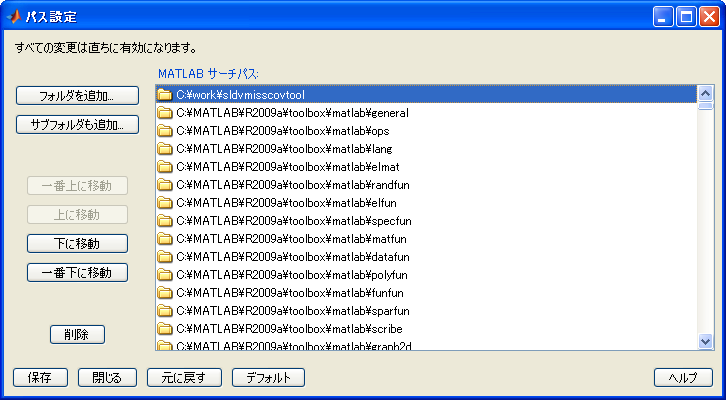 パス設定
すべての変更は直ちに有効になります。
MATLAB サーチパス:
フォルダを追加...
サブフォルダも追加...
一番上に移動
上に移動
下に移動
一番下に移動
削除
C:¥work¥sldvmisscovtool
C:¥MATLAB¥R2009a¥toolbox¥matlab¥general
C:¥MATLAB¥R2009a¥toolbox¥matlab¥ops
C:¥MATLAB¥R2009a¥toolbox¥matlab¥lang
C:¥MATLAB¥R2009a¥toolbox¥matlab¥elmat
C:¥MATLAB¥R2009a¥toolbox¥matlab¥randfun
C:¥MATLAB¥R2009a¥toolbox¥matlab¥elfun
C:¥MATLAB¥R2009a¥toolbox¥matlab¥specfun
C:¥MATLAB¥R2009a¥toolbox¥matlab¥matfun
C:¥MATLAB¥R2009a¥toolbox¥matlab¥datafun
C:¥MATLAB¥R2009a¥toolbox¥matlab¥polyfun
C:¥MATLAB¥R2009a¥toolbox¥matlab¥funfun
C:¥MATLAB¥R2009a¥toolbox¥matlab¥sparfun
C:¥MATLAB¥R2009a¥toolbox¥matlab¥scribe
C:¥MATLAB¥R2009a¥toolbox¥matlab¥graph2d
保存
閉じる
元に戻す
デフォルト
ヘルプ